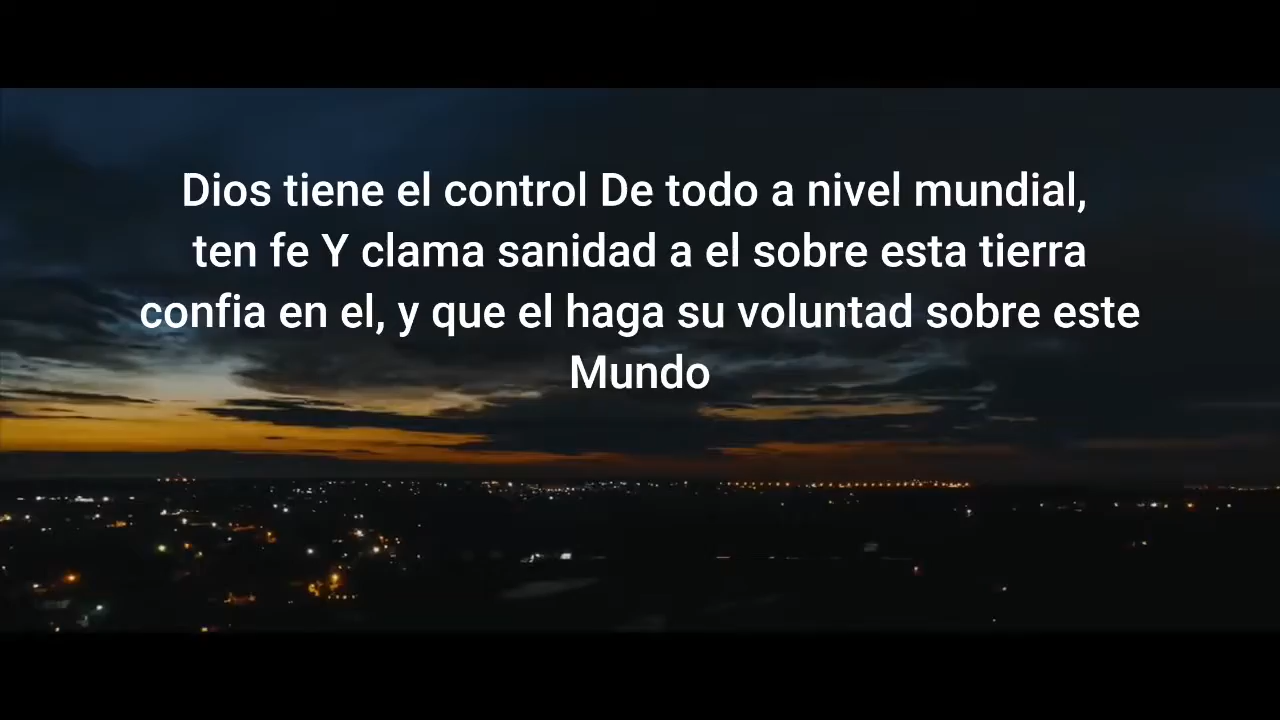 Dios tiene el control De todo a nivel mundial,
ten fe Y clama sanidad a el sobre esta tierra
confia en el, y que el haga su voluntad sobre este
Mundo